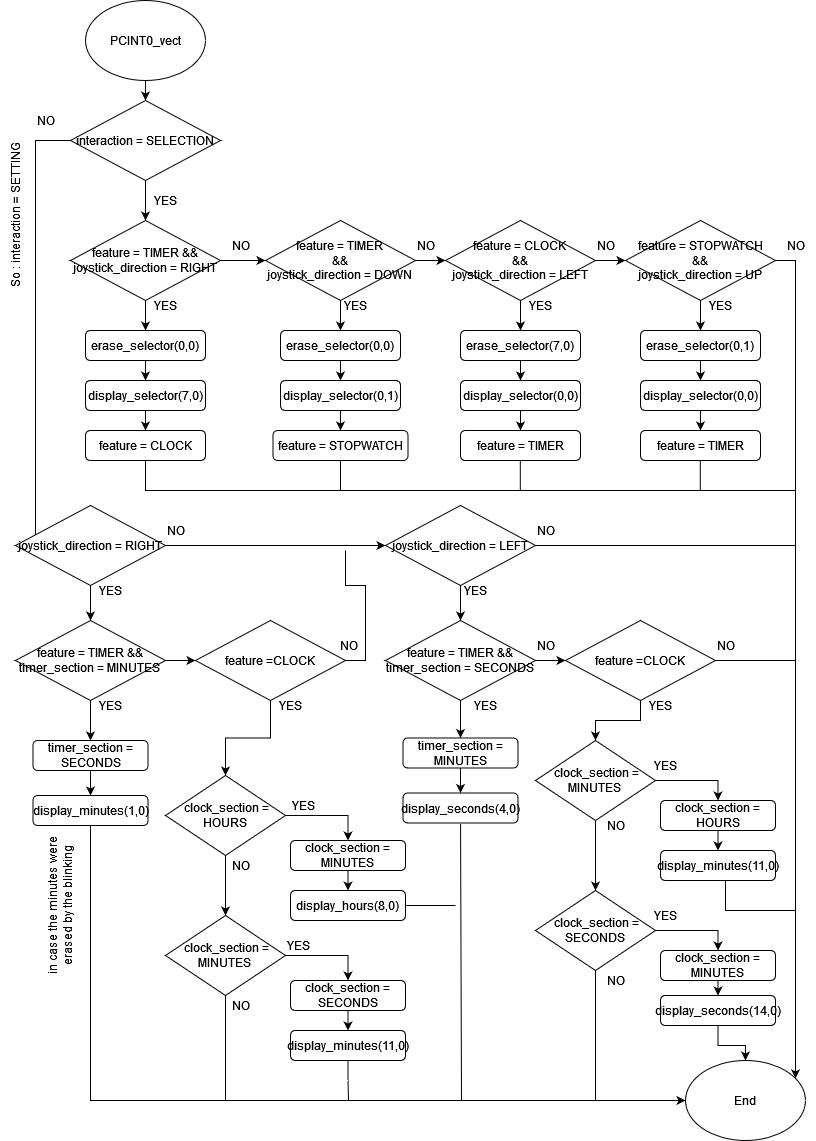 PCINT0_vect
NO
interaction = SELECTION
So : interaction = SETTING
YES
feature = TIMER &&
joystick_direction = RIGHT
NO
feature = TIMER
&&
joystick_direction = DOWN
NO
feature = CLOCK
&&
joystick_direction = LEFT
NO
feature = STOPWATCH
&&
joystick_direction = UP
NO
YES
YES
YES
YES
erase_selector(0,0)
erase_selector(0,0)
erase_selector(7,0)
erase_selector(0,1)
display_selector(7,0)
display_selector(0,1)
display_selector(0,0)
display_selector(0,0)
feature = CLOCK
feature = STOPWATCH
feature = TIMER
feature = TIMER
joystick_direction = RIGHT
NO
joystick_direction = LEFT
NO
YES
YES
feature = TIMER &&
timer_section = MINUTES
feature =CLOCK
NO
feature = TIMER &&
timer_section = SECONDS
NO
feature =CLOCK
NO
YES
YES
YES
YES
timer_section =
SECONDS
timer_section =
MINUTES
clock_section =
MINUTES
YES
display_minutes(1,0)
clock_section =
HOURS
YES
display_seconds(4,0)
clock_section =
HOURS
NO
in case the minutes were
erased by the blinking
clock_section =
MINUTES
NO
display_minutes(11,0)
display_hours(8,0)
clock_section =
SECONDS
YES
clock_section =
MINUTES
YES
clock_section =
SECONDS
NO
clock_section =
MINUTES
NO
display_minutes(11,0)
display_seconds(14,0)
End